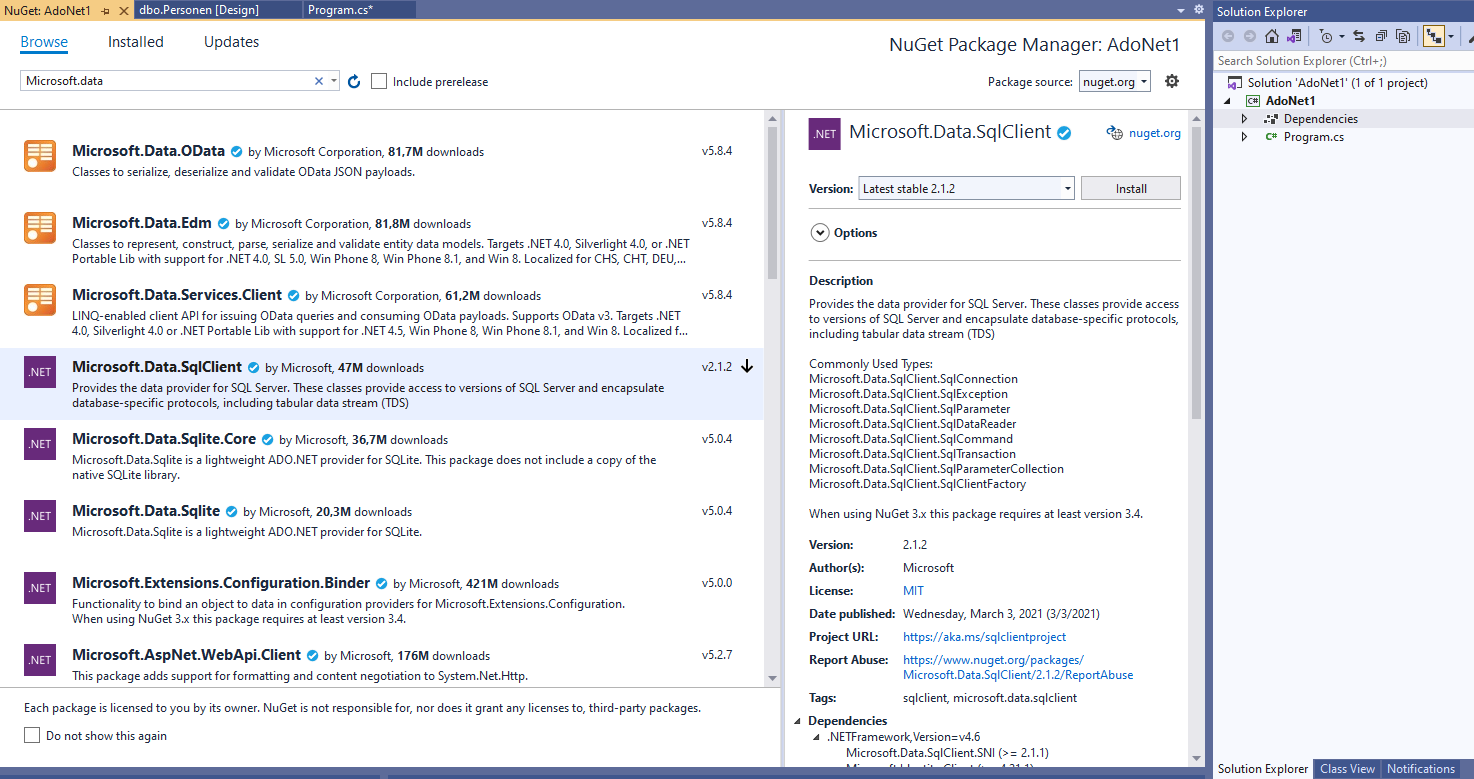 NuGet: AdoNet1
dbo.Personen [Design]
Program.cs*
Browse
Installed
Updates
NuGet Package Manager: AdoNet1
Microsoft.data
Include prerelease
Package source:
nuget.org
.NET
Microsoft.Data.SqlClient
nuget.org
Version:
Latest stable 2.1.2
Install
Options
Microsoft.Data.OData by Microsoft Corporation, 81,7M downloads
v5.8.4
Classes to serialize, deserialize and validate OData JSON payloads.
Microsoft.Data.Edm by Microsoft Corporation, 81,8M downloads
v5.8.4
Classes to represent, construct, parse, serialize and validate entity data models. Targets .NET 4.0, Silverlight 4.0, or .NET
Portable Lib with support for .NET 4.0, SL 5.0, Win Phone 8, Win Phone 8.1, and Win 8. Localized for CHS, CHT, DEU,...
Microsoft.Data.Services.Client by Microsoft Corporation, 61,2M downloads
v5.8.4
LINQ-enabled client API for issuing OData queries and consuming OData payloads. Supports OData v3. Targets .NET
4.0, Silverlight 4.0 or .NET Portable Lib with support for .NET 4.5, Win Phone 8, Win Phone 8.1, and Win 8. Localized f...
.NET
Microsoft.Data.SqlClient by Microsoft, 47M downloads
v2.1.2
Provides the data provider for SQL Server. These classes provide access to versions of SQL Server and encapsulate
database-specific protocols, including tabular data stream (TDS)
.NET
Microsoft.Data.Sqlite.Core by Microsoft, 36,7M downloads
v5.0.4
Microsoft.Data.Sqlite is a lightweight ADO.NET provider for SQLite. This package does not include a copy of the
native SQLite library.
.NET
Microsoft.Data.Sqlite by Microsoft, 20,3M downloads
v5.0.4
Microsoft.Data.Sqlite is a lightweight ADO.NET provider for SQLite.
.NET
Microsoft.Extensions.Configuration.Binder by Microsoft, 421M downloads
v5.0.0
Functionality to bind an object to data in configuration providers for Microsoft.Extensions.Configuration.
When using NuGet 3.x this package requires at least version 3.4.
.NET
Microsoft.AspNet.WebApi.Client by Microsoft, 176M downloads
v5.2.7
This package adds support for formatting and content negotiation to System.Net.Http.
Each package is licensed to you by its owner. NuGet is not responsible for, nor does it grant any licenses to, third-party packages.
Do not show this again
Description
Provides the data provider for SQL Server. These classes provide access
to versions of SQL Server and encapsulate database-specific protocols,
including tabular data stream (TDS)
Commonly Used Types:
Microsoft.Data.SqlClient.SqlConnection
Microsoft.Data.SqlClient.SqlException
Microsoft.Data.SqlClient.SqlParameter
Microsoft.Data.SqlClient.SqlDataReader
Microsoft.Data.SqlClient.SqlCommand
Microsoft.Data.SqlClient.SqlTransaction
Microsoft.Data.SqlClient.SqlParameterCollection
Microsoft.Data.SqlClient.SqlClientFactory
When using NuGet 3.x this package requires at least version 3.4.
Version: 2.1.2
Author(s): Microsoft
License: MIT
Date published: Wednesday, March 3, 2021 (3/3/2021)
Project URL: https://aka.ms/sqlclientproject
Report Abuse: https://www.nuget.org/packages/
Microsoft.Data.SqlClient/2.1.2/ReportAbuse
Tags: sqlclient, microsoft.data.sqlclient
Dependencies
.NETFramework,Version=v4.6
Microsoft.Data.SqlClient.SNI (>= 2.1.1)
Solution Explorer
Search Solution Explorer (Ctrl+;)
Solution 'AdoNet1' (1 of 1 project)
C# AdoNet1
Dependencies
C# Program.cs
Solution Explorer
Class View
Notifications